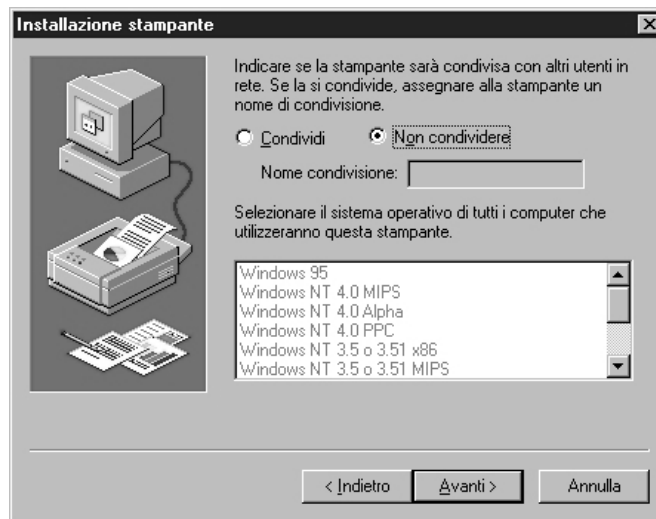 Installazione stampante
Indicare se la stampante sarà condivisa con altri utenti in
rete. Se la si condivide, assegnare alla stampante un
nome di condivisione.
Condividi Non condividere
Nome condivisione:
Selezionare il sistema operativo di tutti i computer che
utilizzeranno questa stampante.
Windows 95
Windows NT 4.0 MIPS
Windows NT 4.0 Alpha
Windows NT 4.0 PPC
Windows NT 3.5 o 3.51 x86
Windows NT 3.5 o 3.51 MIPS
< Indietro Avanti > Annulla